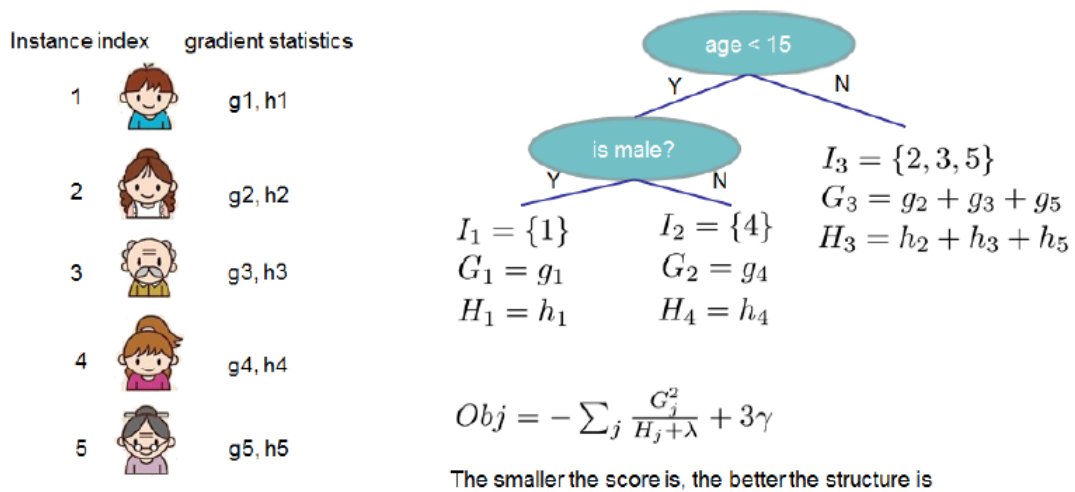 Instance index gradient statistics
1 g1, h1
2 g2, h2
3 g3, h3
4 g4, h4
5 g5, h5
age < 15
Y N
is male?
Y N
I₁ = {1}
G₁ = g₁
H₁ = h₁
I₂ = {4}
G₂ = g₄
H₄ = h₄
I₃ = {2, 3, 5}
G₃ = g₂ + g₃ + g₅
H₃ = h₂ + h₃ + h₅
Obj = − ∑ⱼ Gⱼ² / (Hⱼ+λ) + 3γ
The smaller the score is, the better the structure is